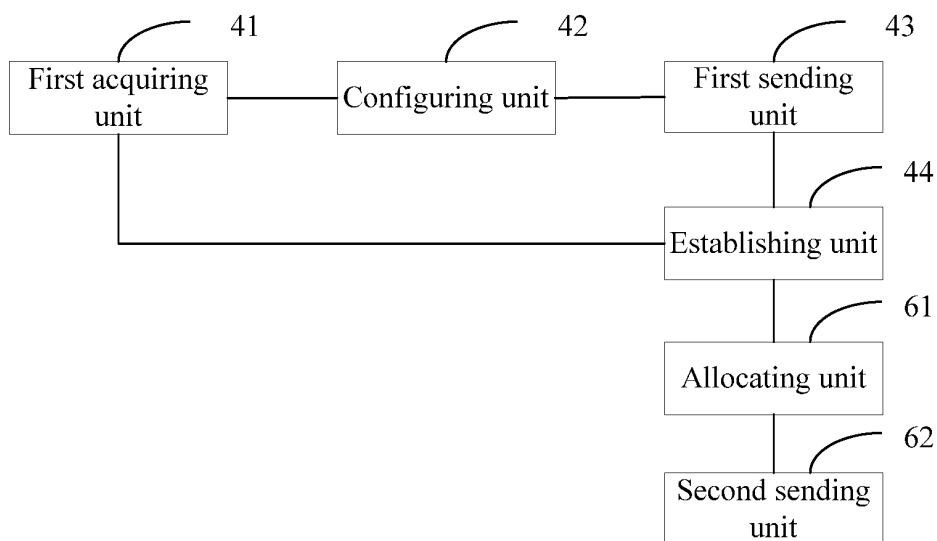 41
42
43
First acquiring
unit
Configuring unit
First sending
unit
44
Establishing unit
61
Allocating unit
62
Second sending
unit